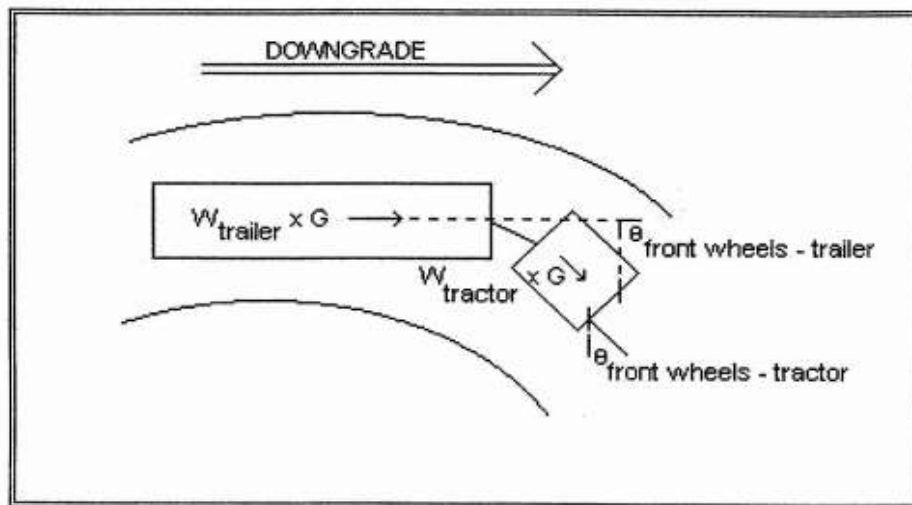 DOWNGRADE
W trailer x G
θ front wheels - trailer
W tractor x G
θ front wheels - tractor